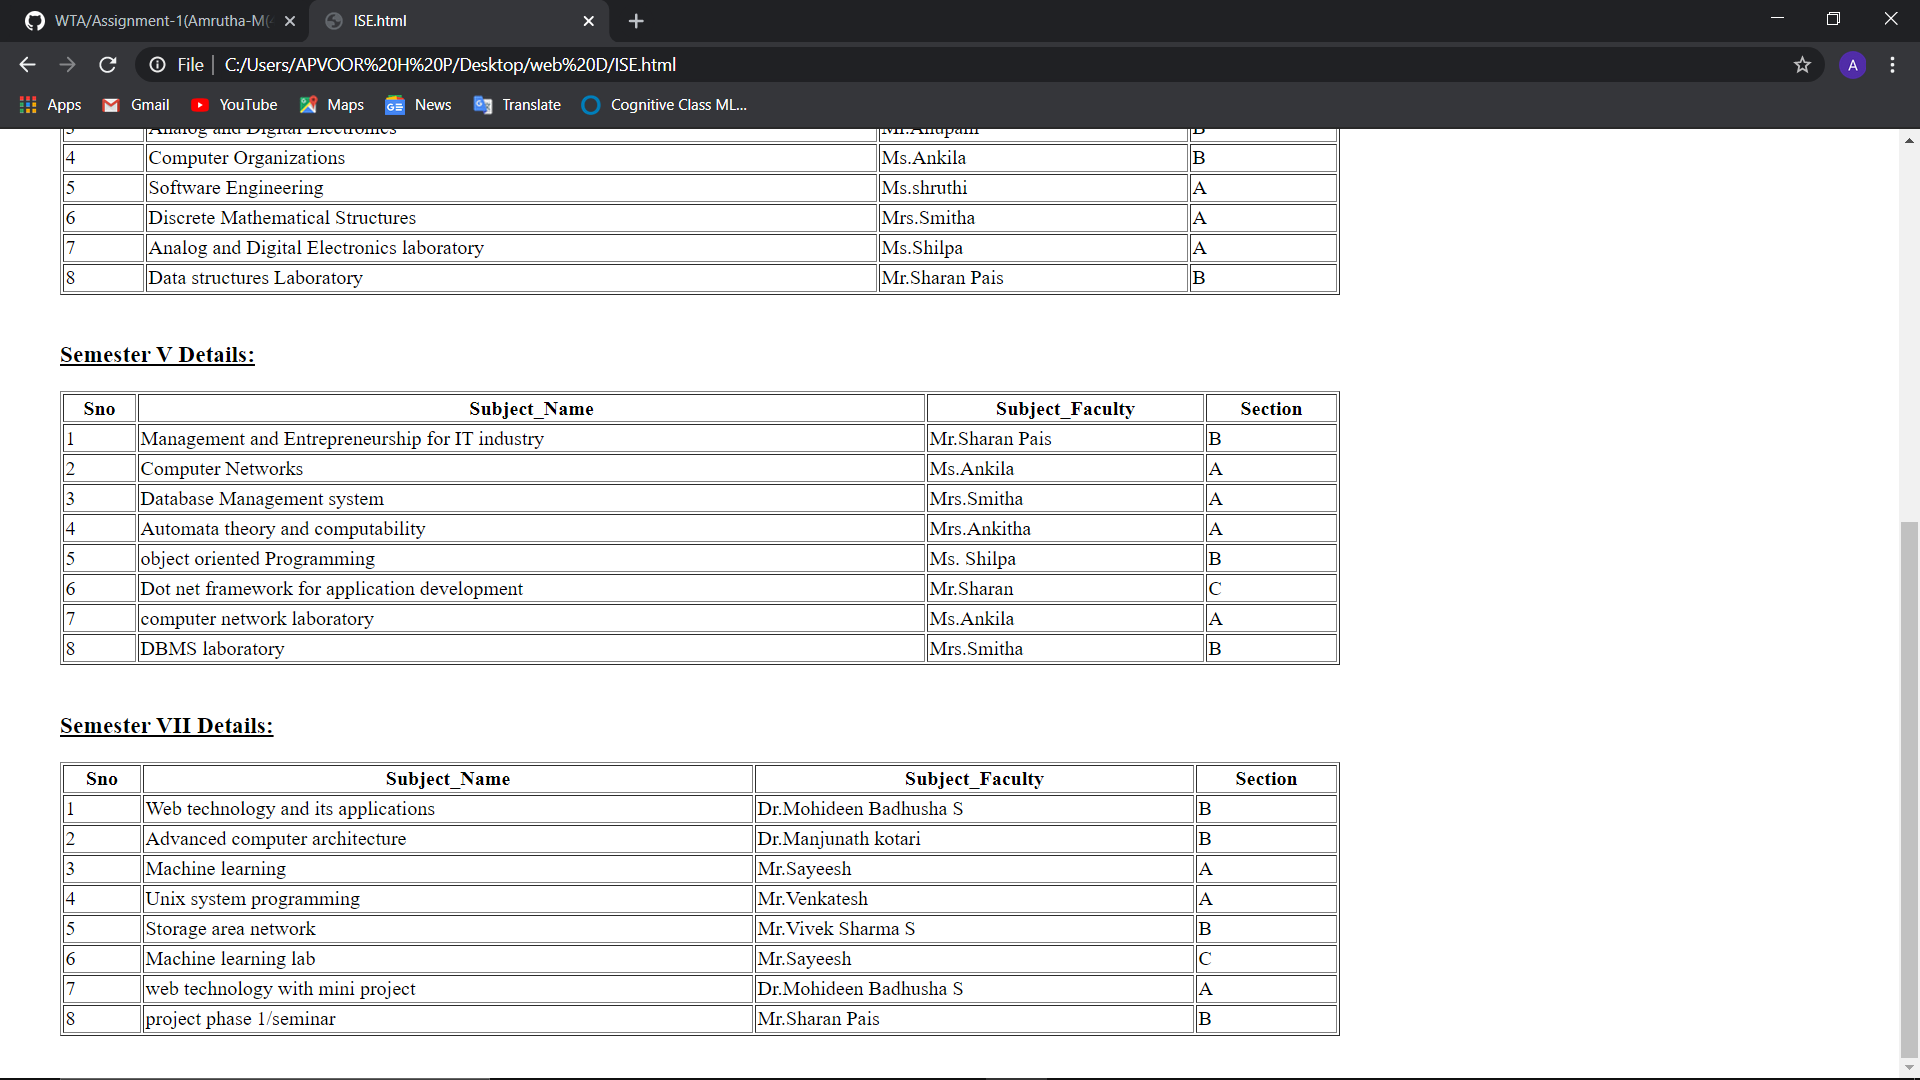 WTA/Assignment-1(Amrutha-M(
ISE.html
File C:/Users/APVOOR%20H%20P/Desktop/web%20D/ISE.html
A
Apps Gmail YouTube Maps News Translate Cognitive Class ML...
3 Analog and Digital Electronics Mr.Anupam B
4 Computer Organizations Ms.Ankila B
5 Software Engineering Ms.shruthi A
6 Discrete Mathematical Structures Mrs.Smitha A
7 Analog and Digital Electronics laboratory Ms.Shilpa A
8 Data structures Laboratory Mr.Sharan Pais B
Semester V Details:
Sno Subject_Name Subject_Faculty Section
1 Management and Entrepreneurship for IT industry Mr.Sharan Pais B
2 Computer Networks Ms.Ankila A
3 Database Management system Mrs.Smitha A
4 Automata theory and computability Mrs.Ankitha A
5 object oriented Programming Ms. Shilpa B
6 Dot net framework for application development Mr.Sharan C
7 computer network laboratory Ms.Ankila A
8 DBMS laboratory Mrs.Smitha B
Semester VII Details:
Sno Subject_Name Subject_Faculty Section
1 Web technology and its applications Dr.Mohideen Badhusha S B
2 Advanced computer architecture Dr.Manjunath kotari B
3 Machine learning Mr.Sayeesh A
4 Unix system programming Mr.Venkatesh A
5 Storage area network Mr.Vivek Sharma S B
6 Machine learning lab Mr.Sayeesh C
7 web technology with mini project Dr.Mohideen Badhusha S A
8 project phase 1/seminar Mr.Sharan Pais B